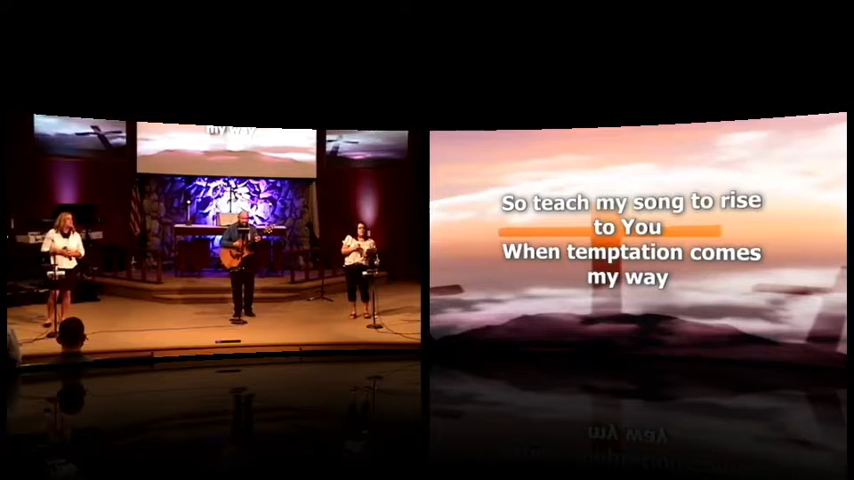 my way
So teach my song to rise
to You
When temptation comes
my way